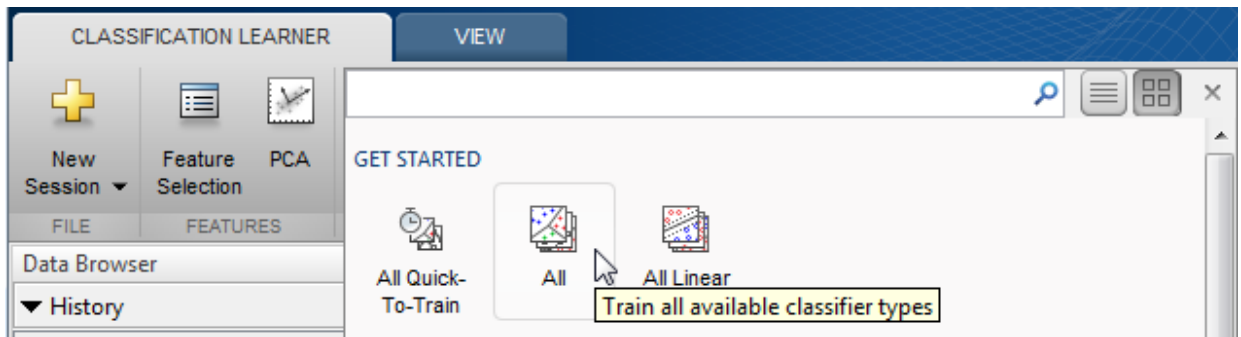 CLASSIFICATION LEARNER
VIEW
New
Session
Feature
Selection
PCA
FILE
FEATURES
GET STARTED
All Quick-
To-Train
All
All Linear
Train all available classifier types
Data Browser
History